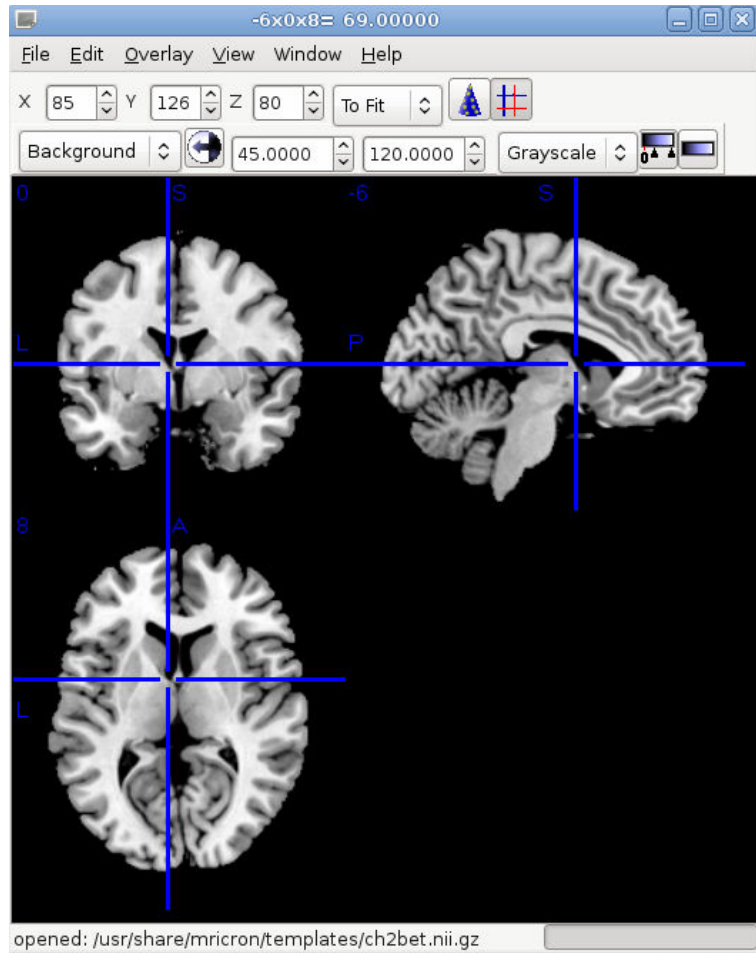 -6x0x8= 69.00000
File Edit Overlay View Window Help
X 85 Y 126 Z 80 To Fit
Background 45.0000 120.0000 Grayscale 0
0 S -6 S
L P
8 A
L
opened: /usr/share/mricron/templates/ch2bet.nii.gz